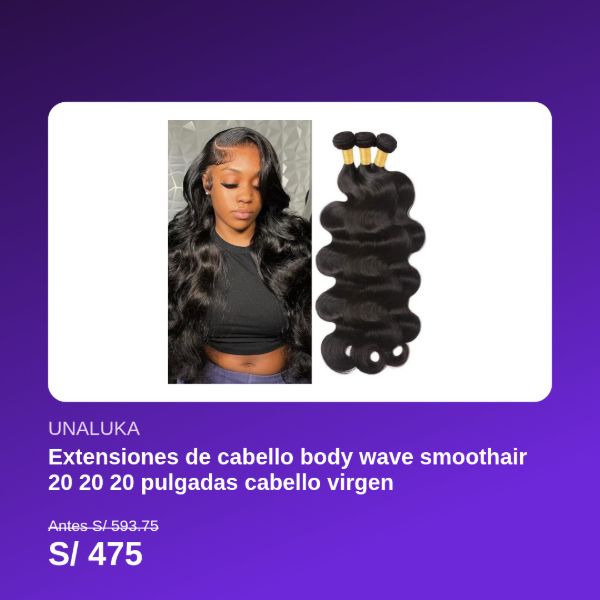 UNALUKA
Extensiones de cabello body wave smoothair
20 20 20 pulgadas cabello virgen
Antes S/ 593.75
S/ 475